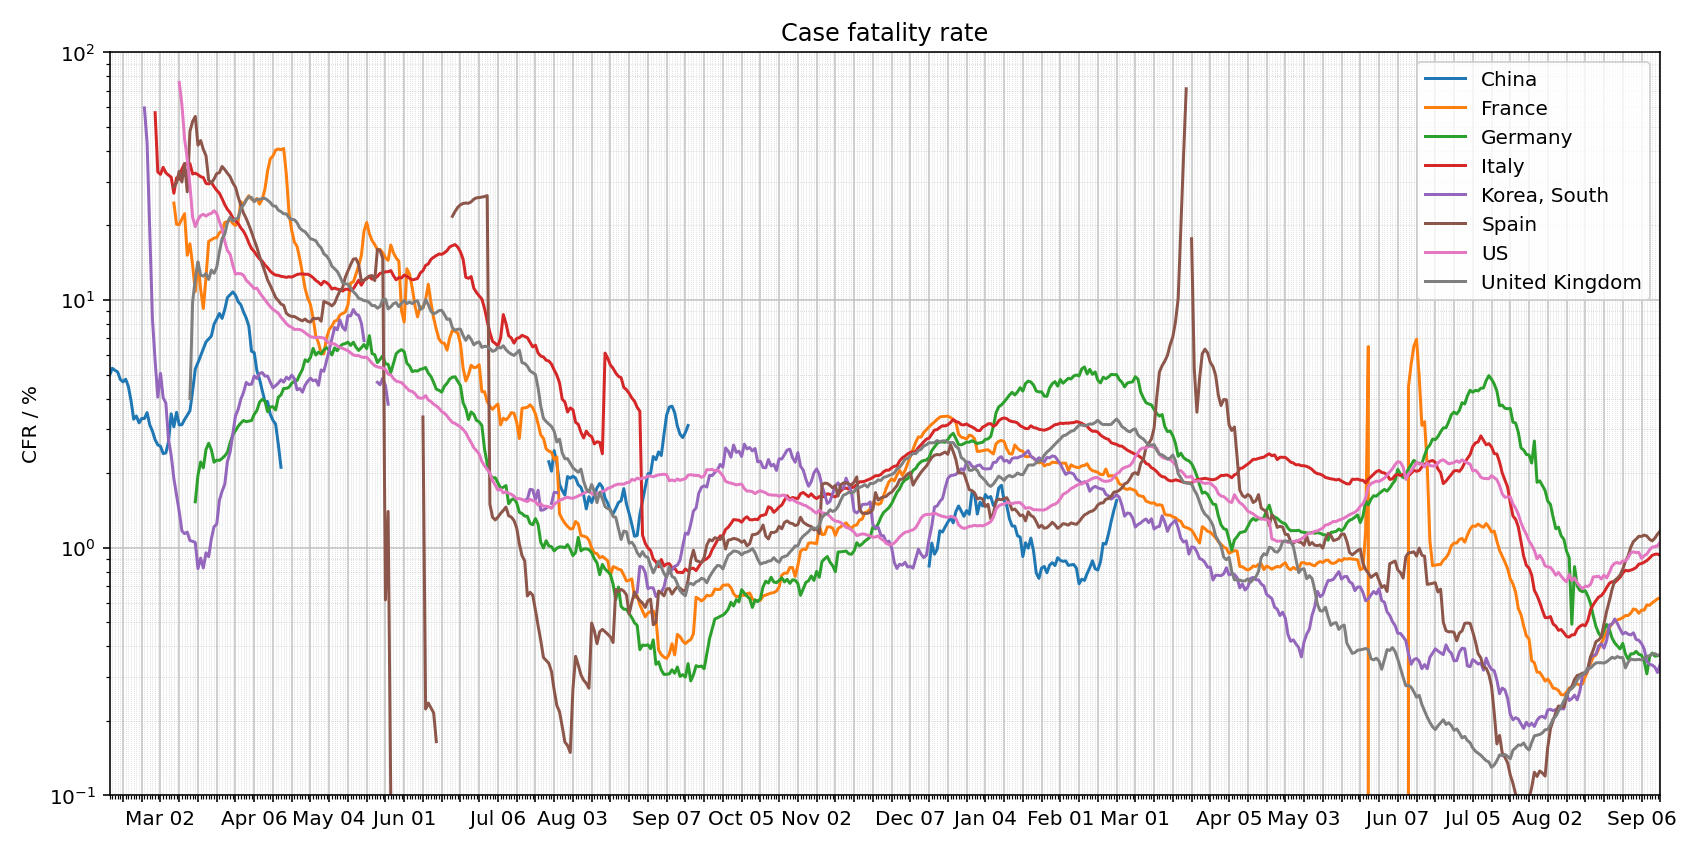 Case fatality rate
CFR / %
10²
10¹
10⁰
10⁻¹
China
France
Germany
Italy
Korea, South
Spain
US
United Kingdom
Mar 02 Apr 06 May 04 Jun 01 Jul 06 Aug 03 Sep 07 Oct 05 Nov 02 Dec 07 Jan 04 Feb 01 Mar 01 Apr 05 May 03 Jun 07 Jul 05 Aug 02 Sep 06